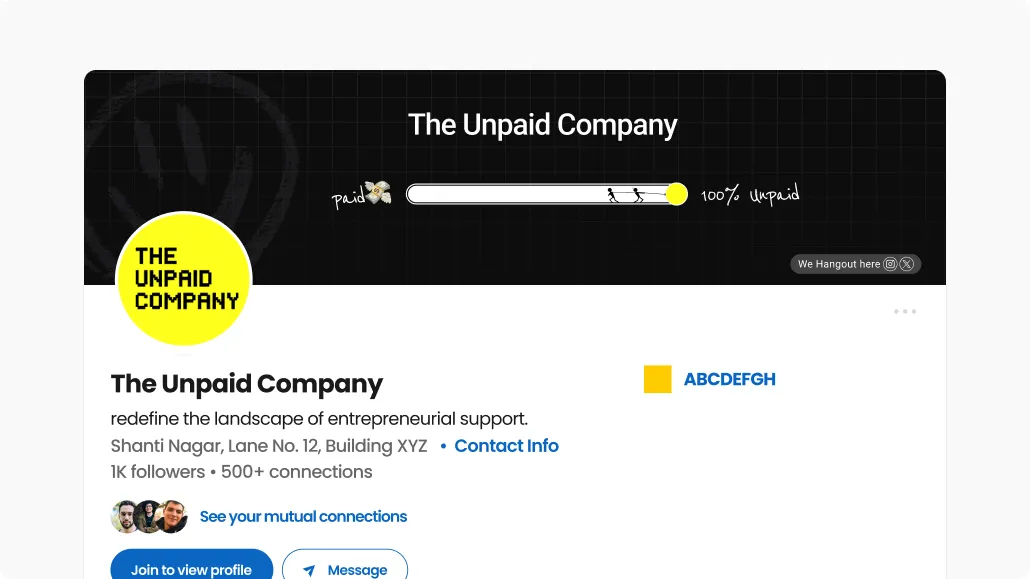 The Unpaid Company
paid
100% Unpaid
We Hangout here
THE
UNPAID
COMPANY
The Unpaid Company
ABCDEFGH
redefine the landscape of entrepreneurial support.
Shanti Nagar, Lane No. 12, Building XYZ • Contact Info
1K followers • 500+ connections
See your mutual connections
Join to view profile
Message